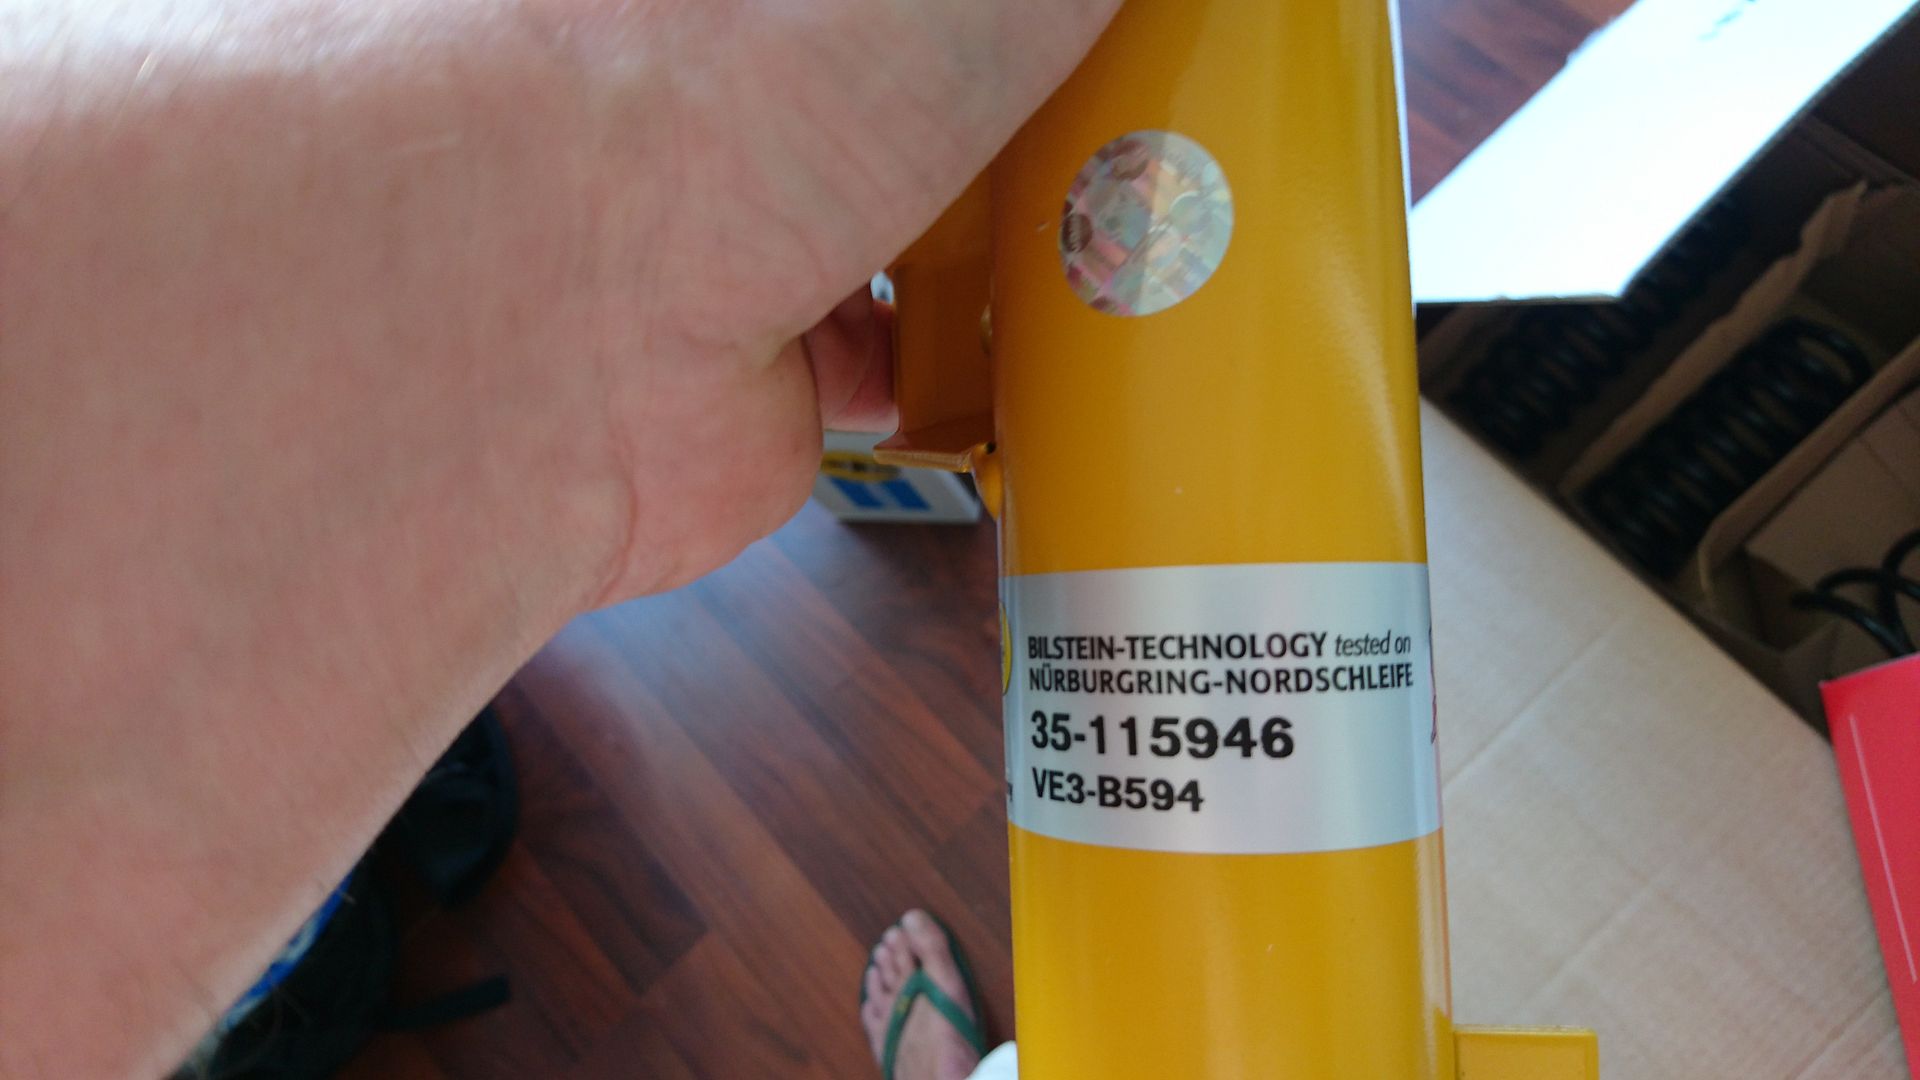 BILSTEIN-TECHNOLOGY tested on
NÜRBURGRING-NORDSCHLEIFE
35-115946
VE3-B594